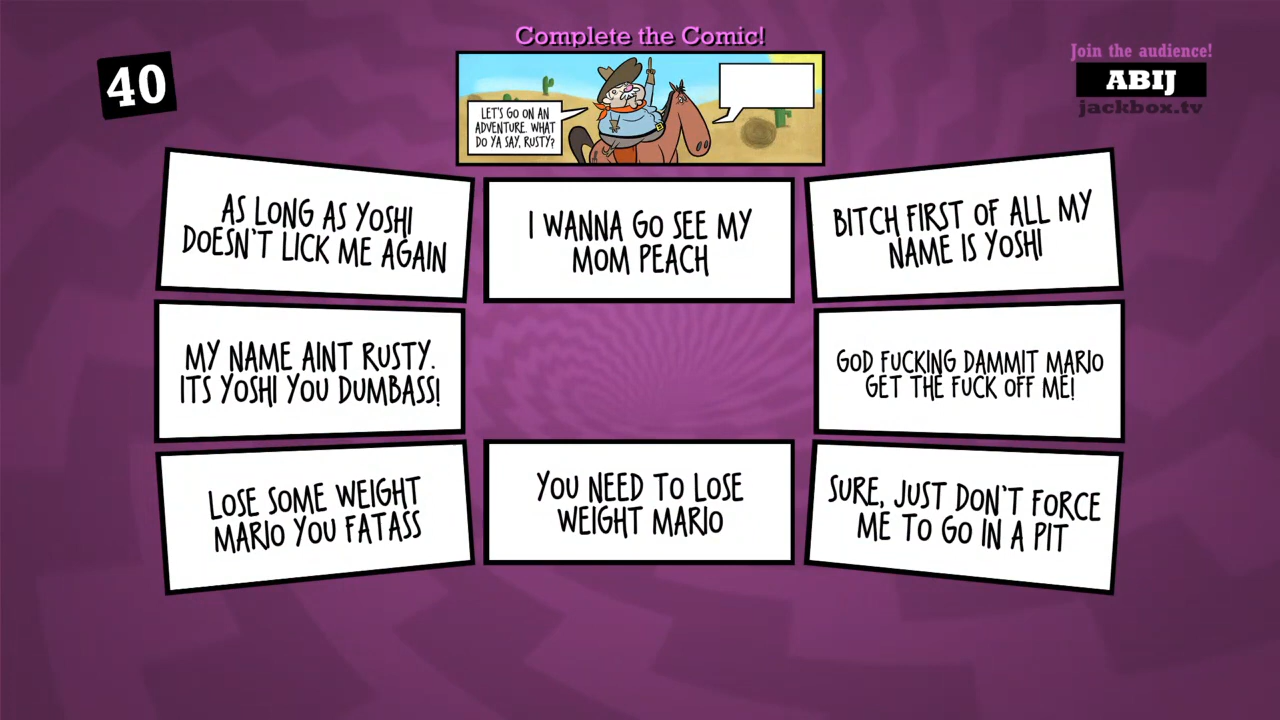 Complete the Comic!
Join the audience!
ABIJ
jackbox.tv
40
LET'S GO ON AN
ADVENTURE. WHAT
DO YA SAY, RUSTY?
AS LONG AS YOSHI
DOESN'T LICK ME AGAIN
I WANNA GO SEE MY
MOM PEACH
BITCH FIRST OF ALL MY
NAME IS YOSHI
MY NAME AINT RUSTY.
ITS YOSHI YOU DUMBASS!
GOD FUCKING DAMMIT MARIO
GET THE FUCK OFF ME!
LOSE SOME WEIGHT
MARIO YOU FATASS
YOU NEED TO LOSE
WEIGHT MARIO
SURE, JUST DON'T FORCE
ME TO GO IN A PIT